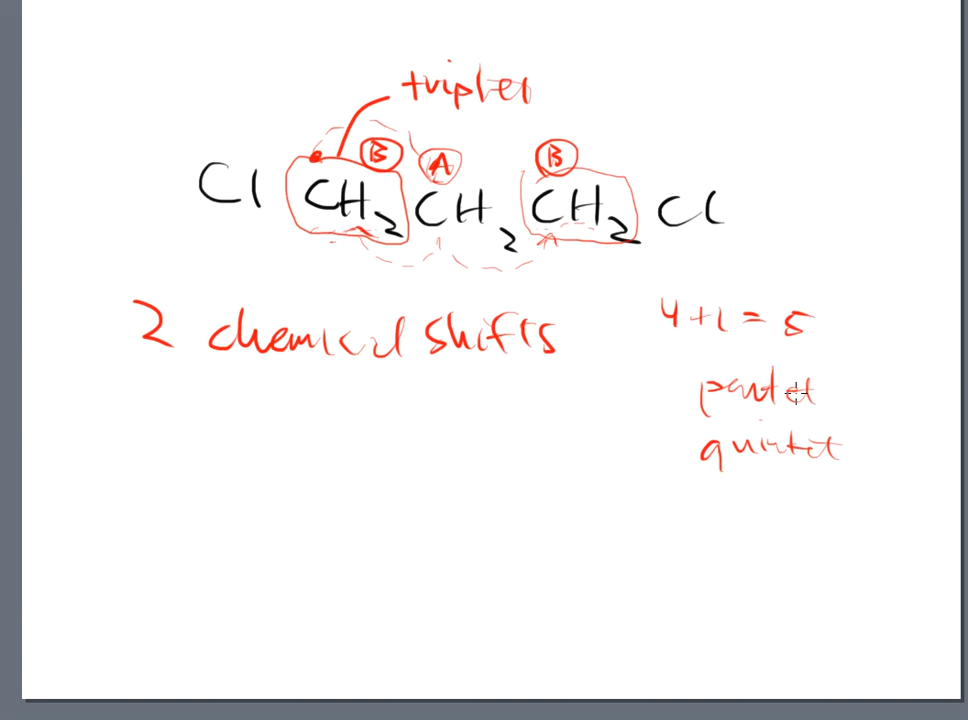 triplet
B A B
Cl CH2 CH2 CH2 Cl
2 chemical shifts
4+1=5
pentet
quintet